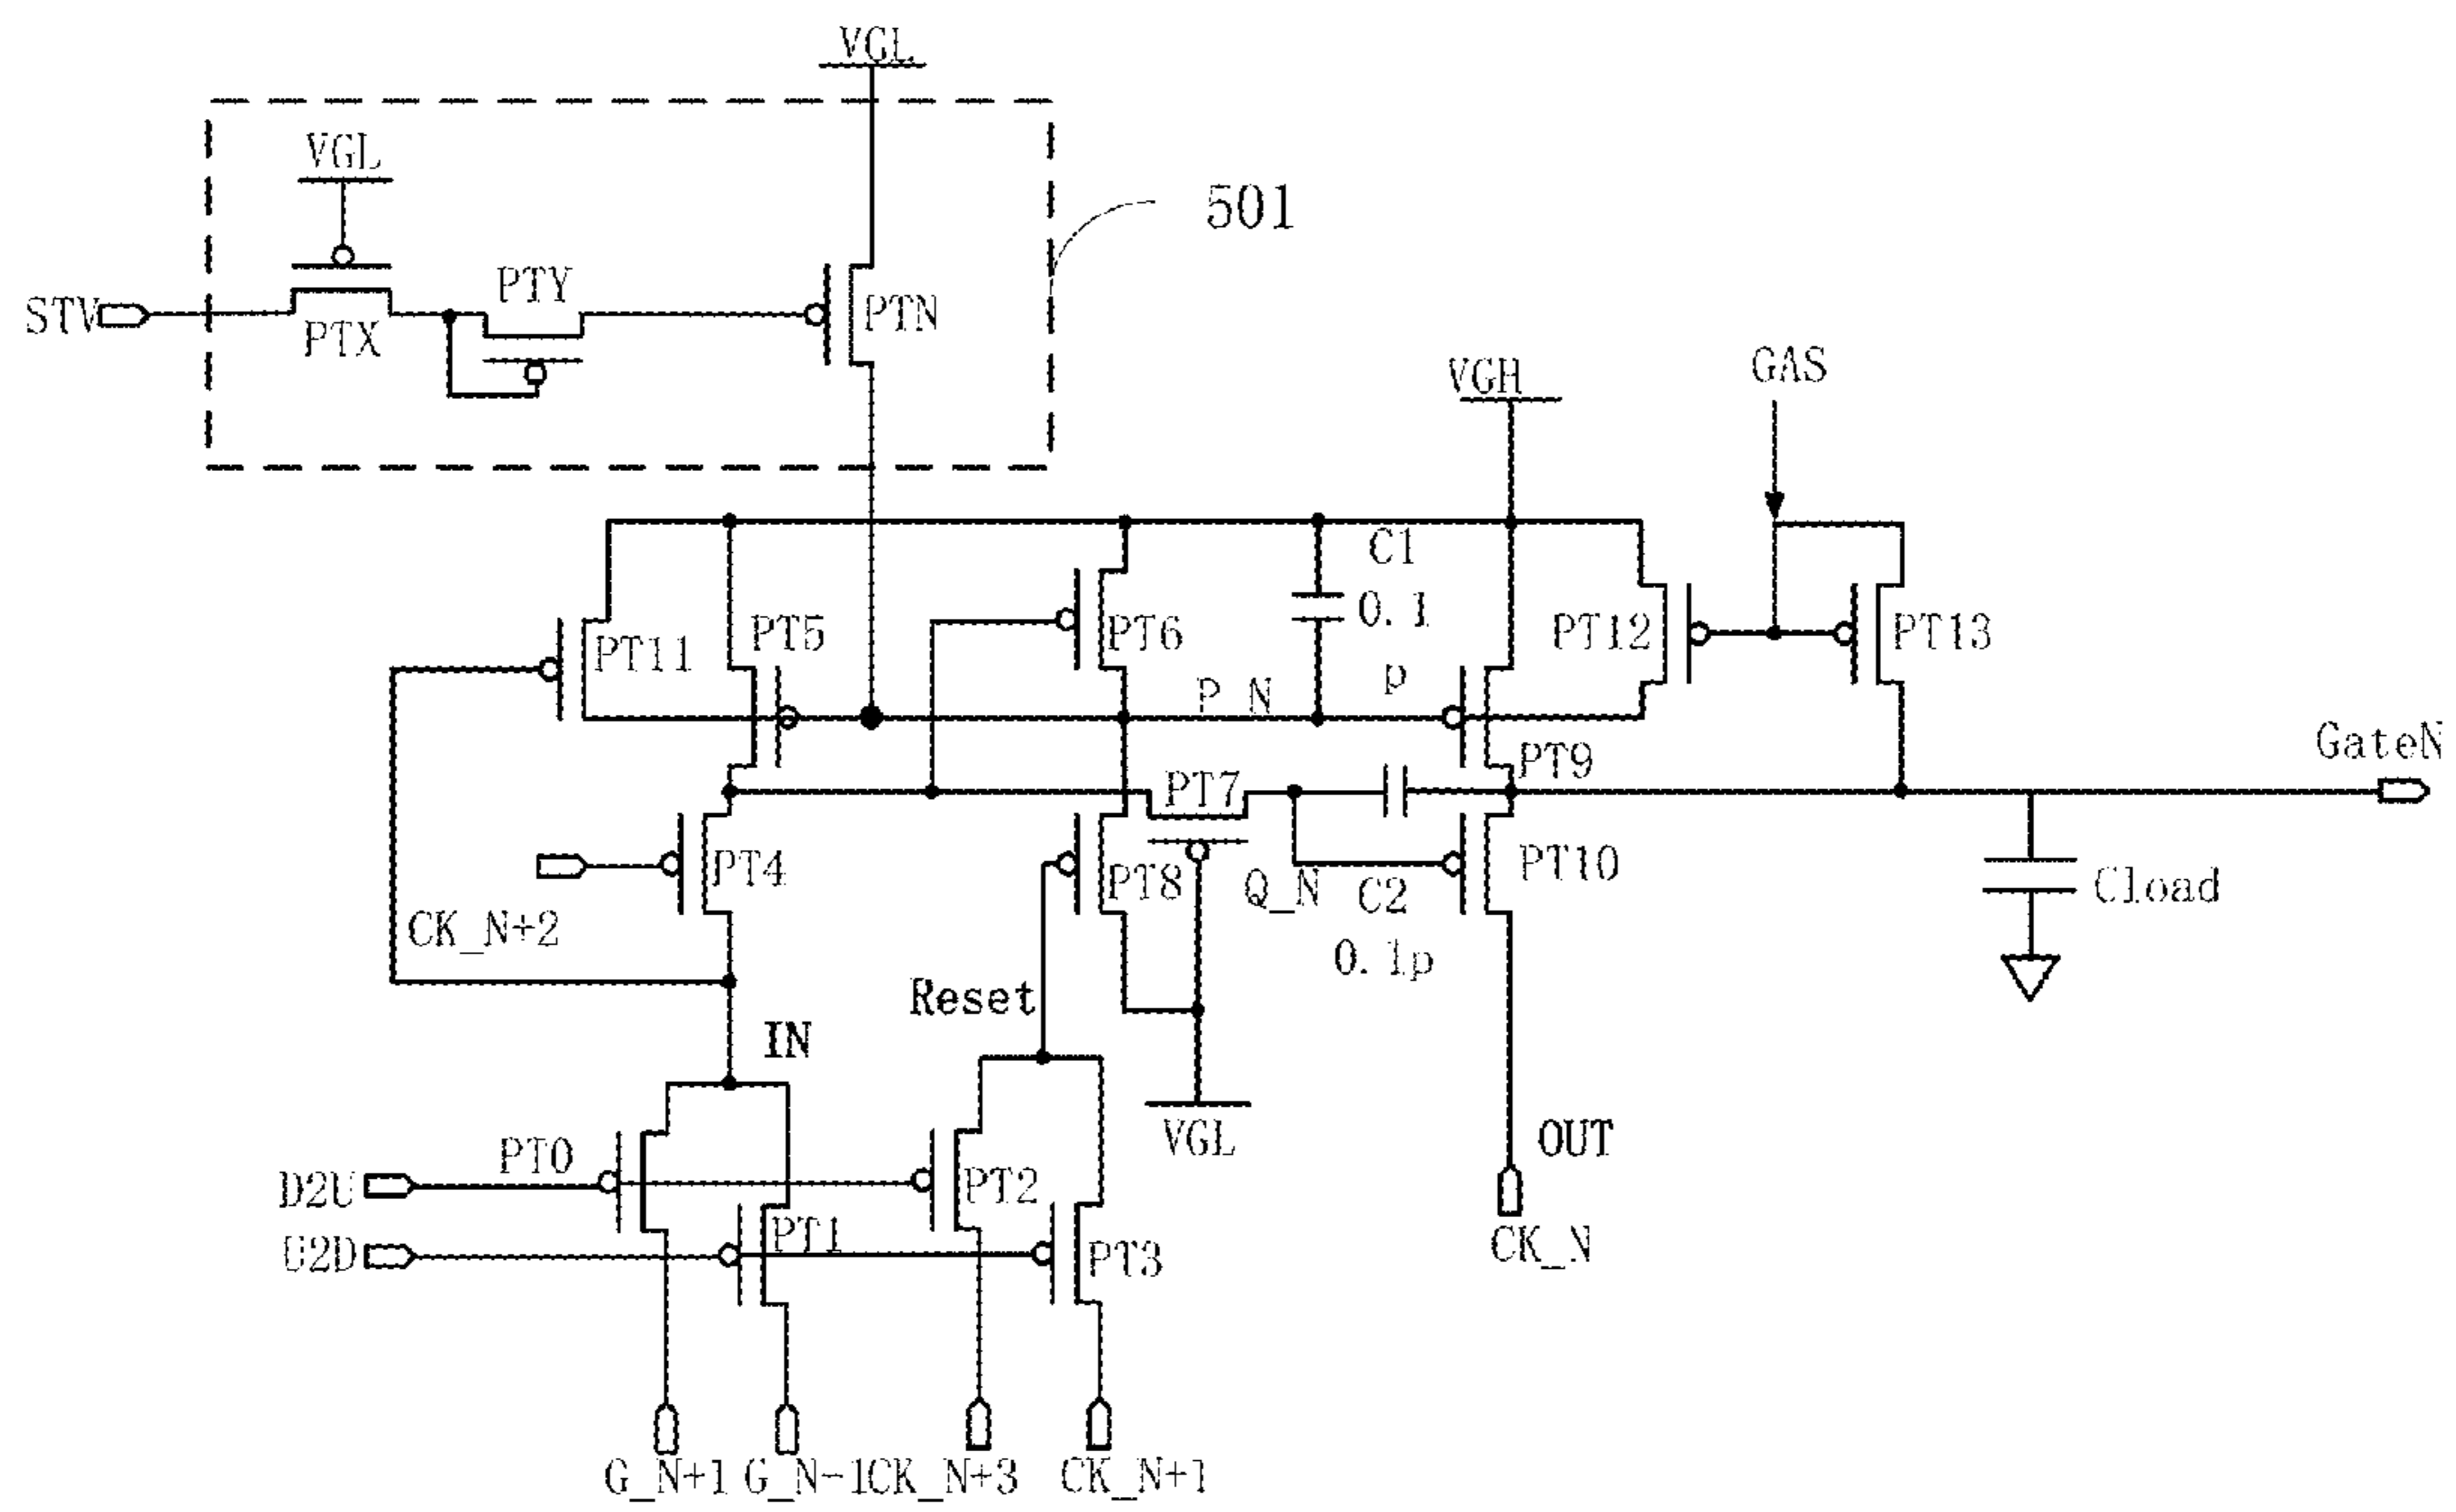 VGL
VGL
501
PTY
STV
PTX
PTN
VGH
GAS
C1
0.1
p
PT11
PT5
PT6
PT12
PT13
P_N
GateN
PT9
PT7
PT4
PT8
Q_N
C2
0.1p
PT10
Cload
CK_N+2
Reset
IN
VGL
OUT
PT0
D2U
PT2
PT1
U2D
PT3
CK_N
G_N+1
G_N-1
CK_N+3
CK_N+1